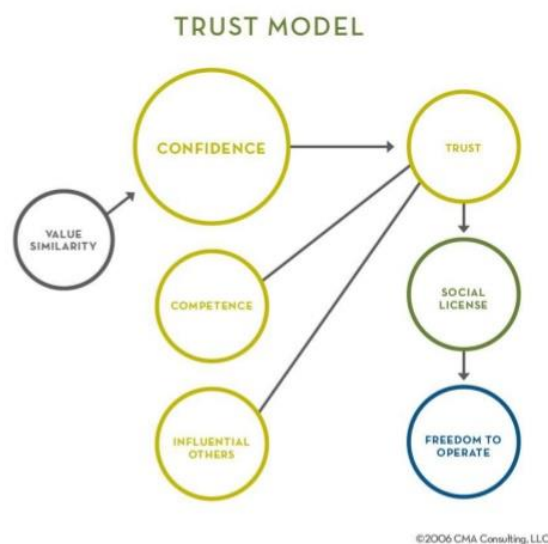 TRUST MODEL
CONFIDENCE
TRUST
VALUE
SIMILARITY
COMPETENCE
SOCIAL
LICENSE
INFLUENTIAL
OTHERS
FREEDOM TO
OPERATE
©2006 CMA Consulting, LLC